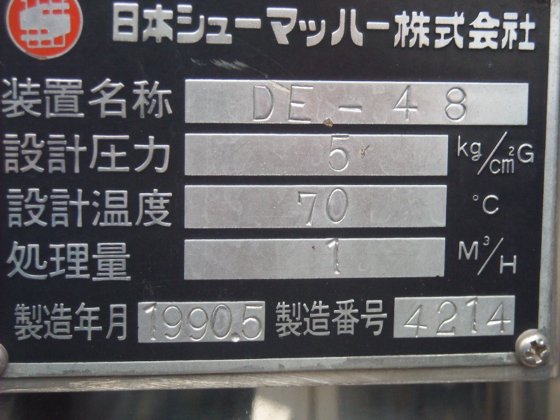 日本シューマッハー株式会社
装置名称 DE-48
設計圧力 5 kg/cm²G
設計温度 70 °C
処理量 1 M³/H
製造年月 1990.5 製造番号 4214